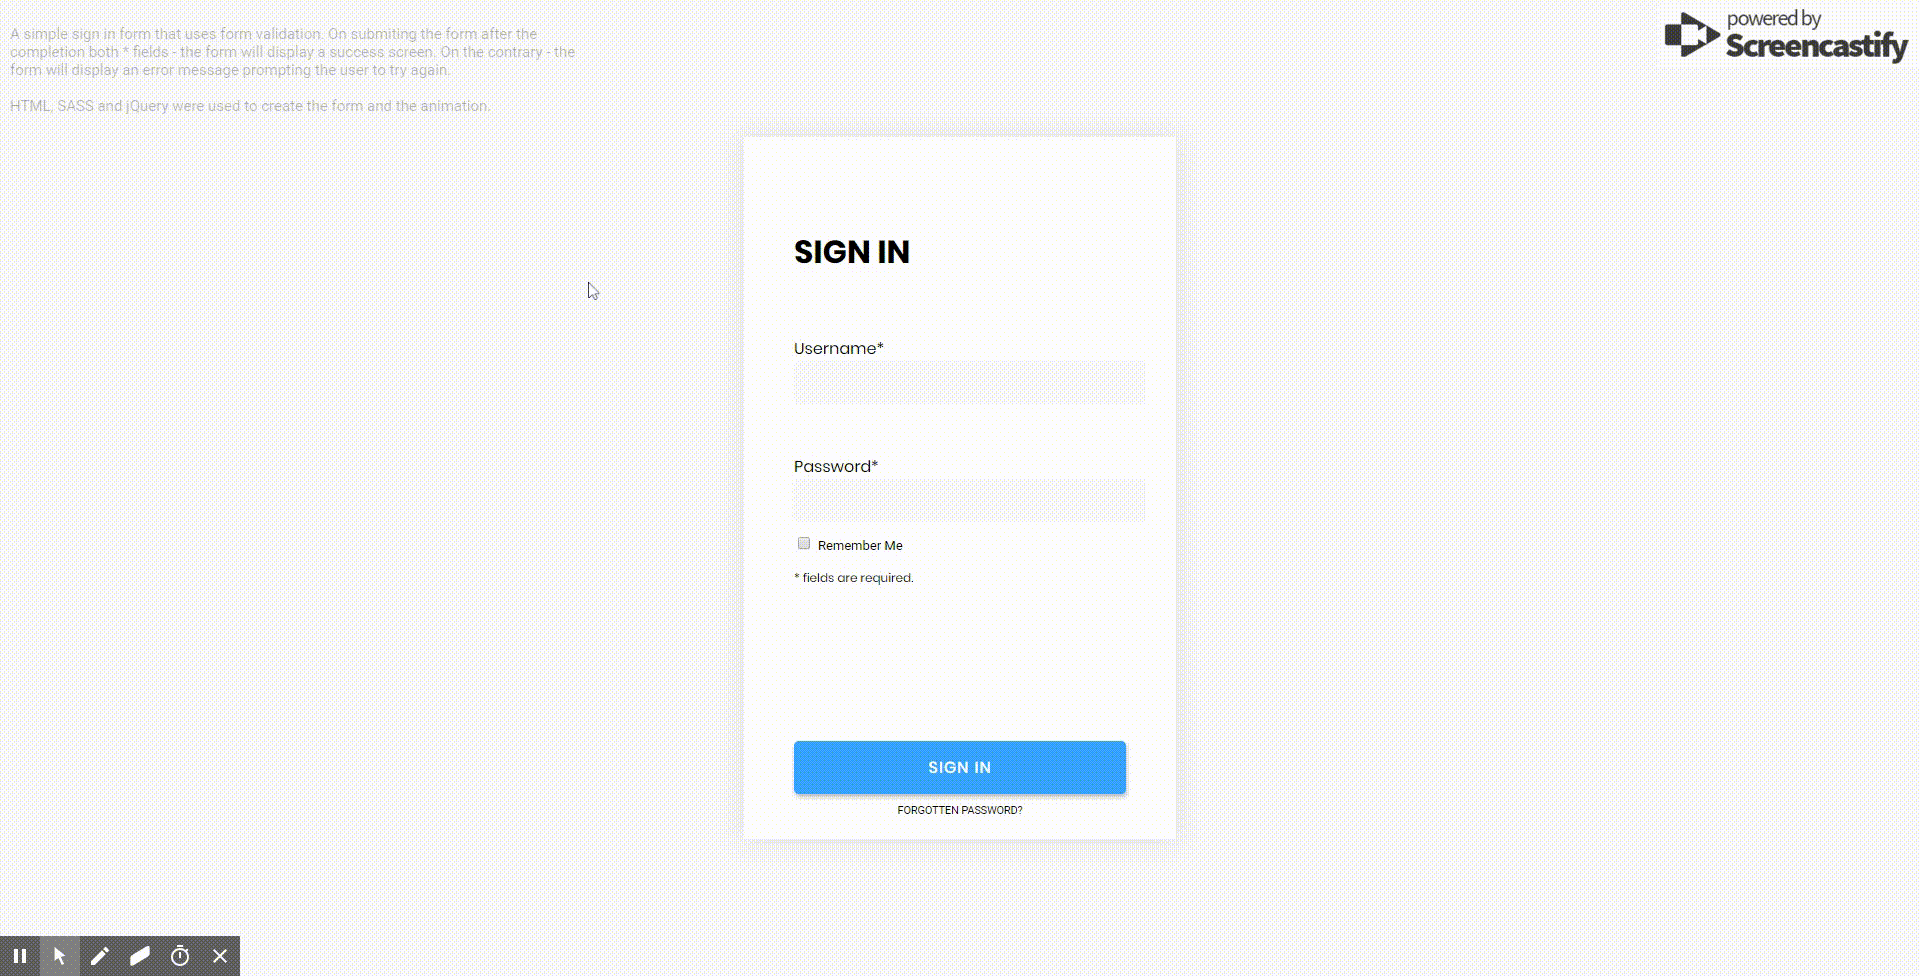 A simple sign in form that uses form validation. On submiting the form after the
completion both * fields - the form will display a success screen. On the contrary - the
form will display an error message prompting the user to try again.
HTML, SASS and jQuery were used to create the form and the animation.
powered by
Screencastify
SIGN IN
Username*
Password*
Remember Me
* fields are required.
SIGN IN
FORGOTTEN PASSWORD?